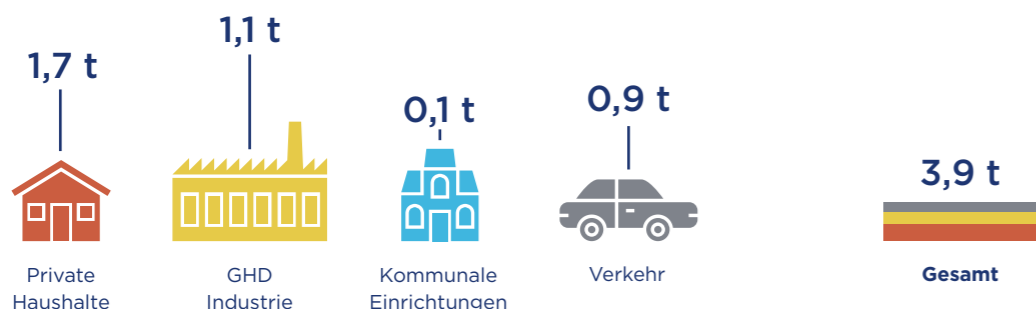 1,7 t
Private
Haushalte
1,1 t
GHD
Industrie
0,1 t
Kommunale
Einrichtungen
0,9 t
Verkehr
3,9 t
Gesamt